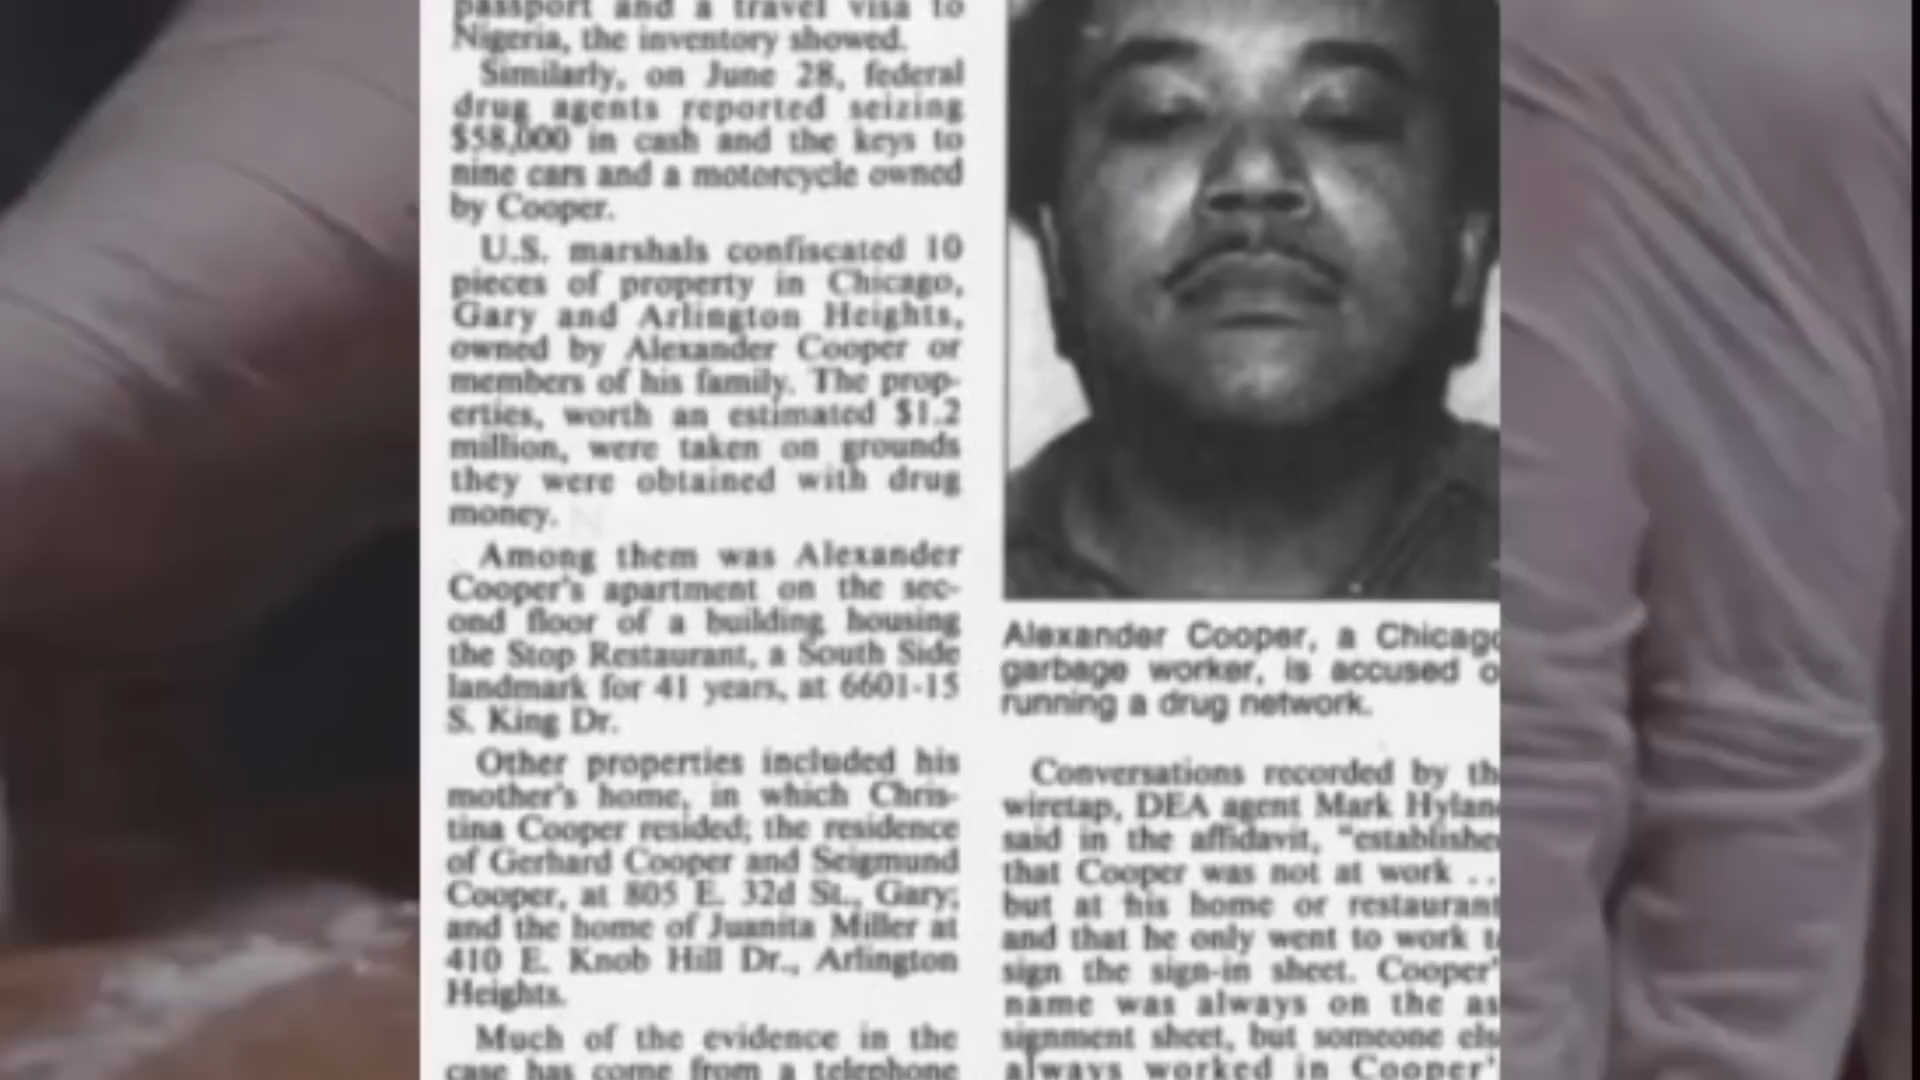 passport and a travel visa to
Nigeria, the inventory showed.
Similarly, on June 28, federal
drug agents reported seizing
$58,000 in cash and the keys to
nine cars and a motorcycle owned
by Cooper.
U.S. marshals confiscated 10
pieces of property in Chicago,
Gary and Arlington Heights,
owned by Alexander Cooper or
members of his family. The prop-
erties, worth an estimated $1.2
million, were taken on grounds
they were obtained with drug
money.
Among them was Alexander
Cooper's apartment on the sec-
ond floor of a building housing
the Stop Restaurant, a South Side
landmark for 41 years, at 6601-15
S. King Dr.
Other properties included his
mother's home, in which Chris-
tina Cooper resided; the residence
of Gerhard Cooper and Seigmund
Cooper, at 805 E. 32d St., Gary;
and the home of Juanita Miller at
410 E. Knob Hill Dr., Arlington
Heights.
Much of the evidence in the
case has come from a telephone
Alexander Cooper, a Chicago
garbage worker, is accused o
running a drug network.
Conversations recorded by th
wiretap, DEA agent Mark Hylan
said in the affidavit, "establishe
that Cooper was not at work . .
but at his home or restaurant
and that he only went to work t
sign the sign-in sheet. Cooper'
name was always on the as
signment sheet, but someone els
always worked in Cooper'